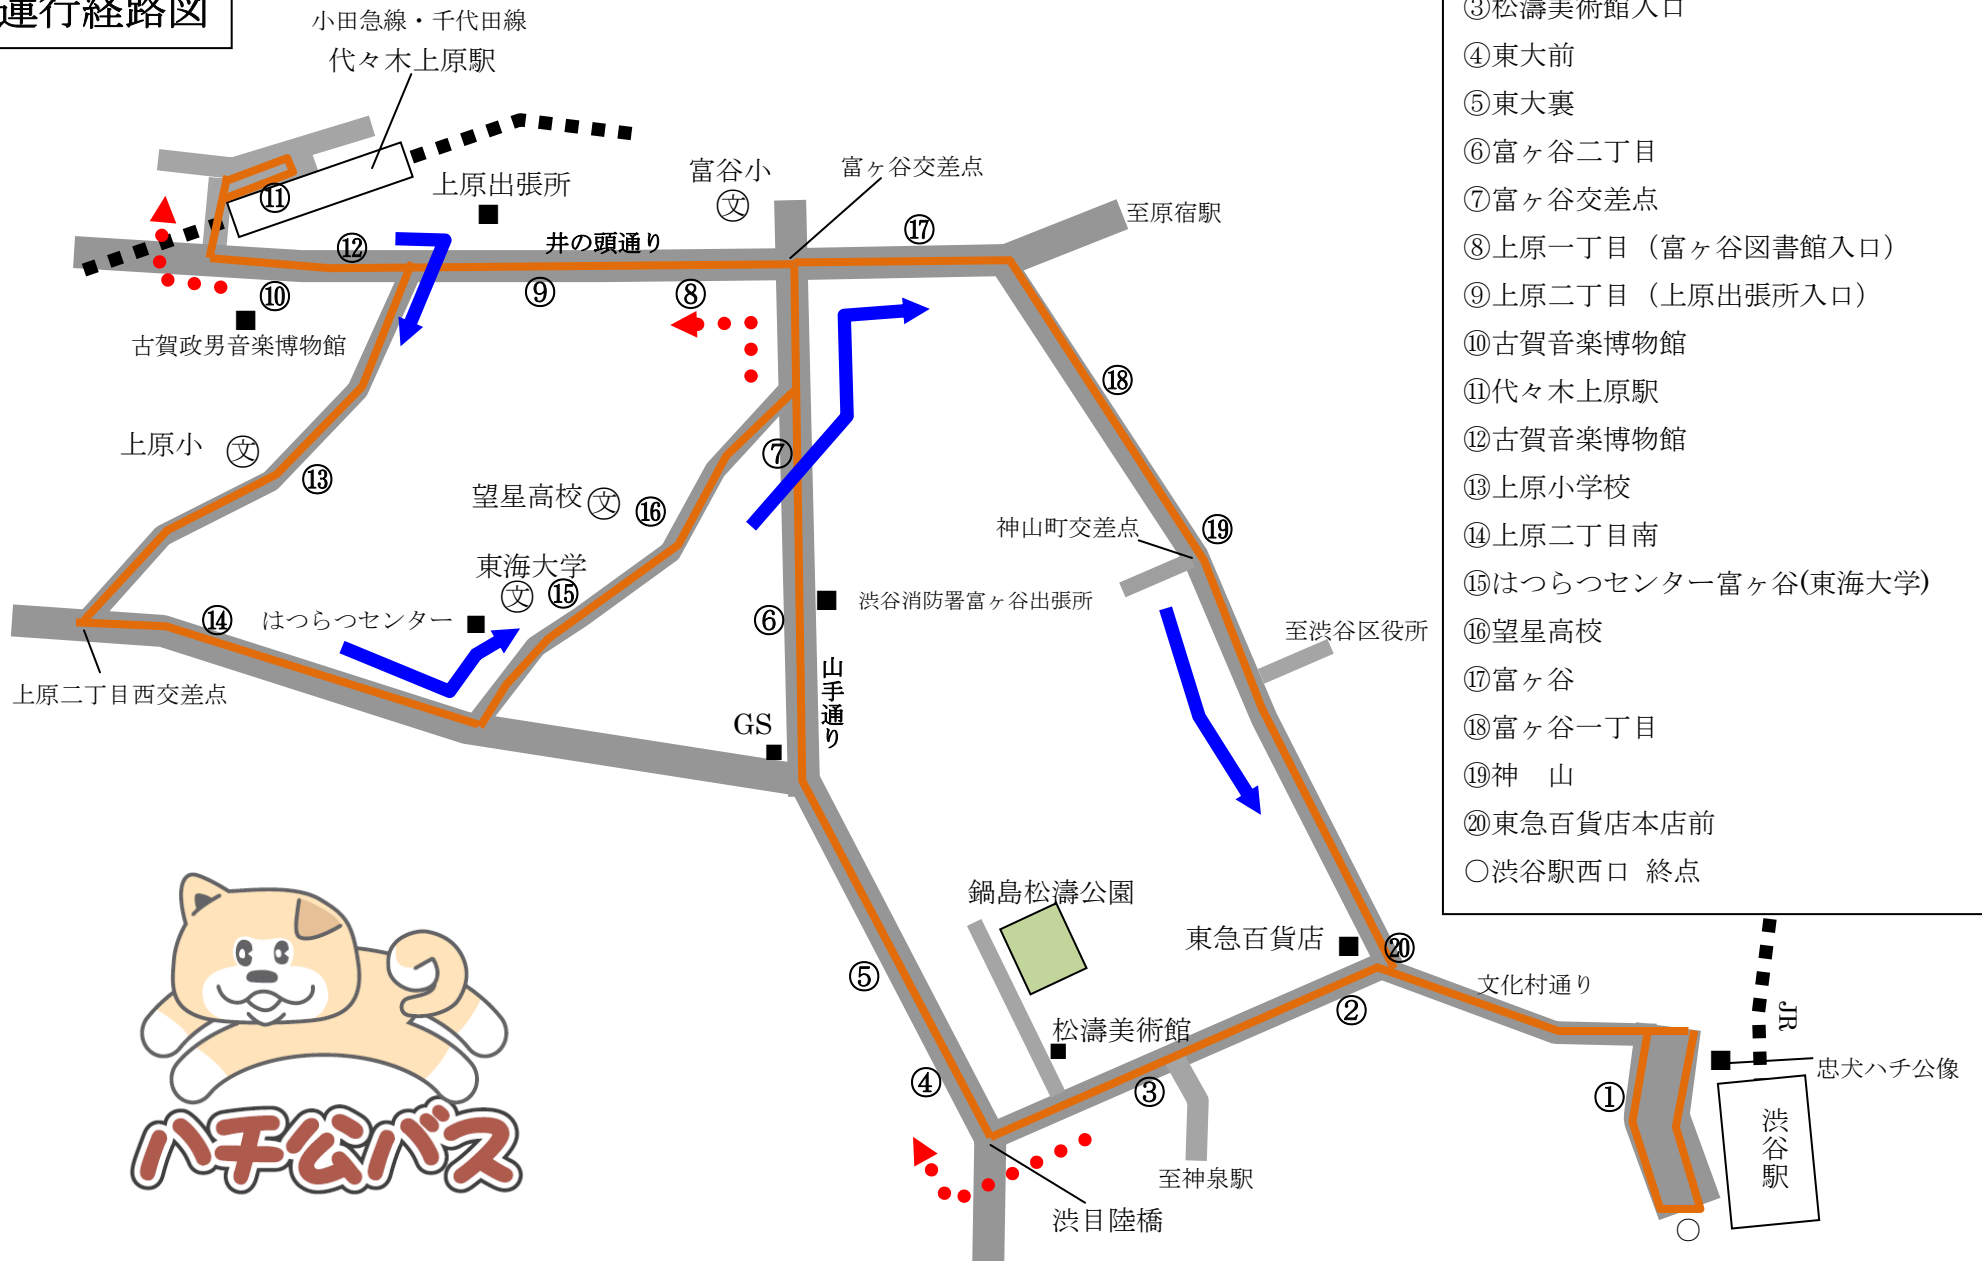 運行経路図
小田急線・千代田線
代々木上原駅
③松濤美術館入口
④東大前
⑤東大裏
⑥富ヶ谷二丁目
⑦富ヶ谷交差点
⑧上原一丁目（富ヶ谷図書館入口）
⑨上原二丁目（上原出張所入口）
⑩古賀音楽博物館
⑪代々木上原駅
⑫古賀音楽博物館
⑬上原小学校
⑭上原二丁目南
⑮はつらつセンター富ヶ谷(東海大学)
⑯望星高校
⑰富ヶ谷
⑱富ヶ谷一丁目
⑲神　山
⑳東急百貨店本店前
○渋谷駅西口 終点
上原出張所
富谷小
文
富ヶ谷交差点
至原宿駅
⑪
⑫
井の頭通り
⑰
⑩
⑨
⑧
古賀政男音楽博物館
⑱
上原小
文
⑬
⑦
望星高校
文
⑯
神山町交差点
⑲
東海大学
文
⑮
渋谷消防署富ヶ谷出張所
⑭
はつらつセンター
⑥
至渋谷区役所
上原二丁目西交差点
山手通り
GS
鍋島松濤公園
東急百貨店
⑳
⑤
文化村通り
②
JR
松濤美術館
忠犬ハチ公像
④
③
①
渋谷駅
ハチ公バス
至神泉駅
渋目陸橋
○